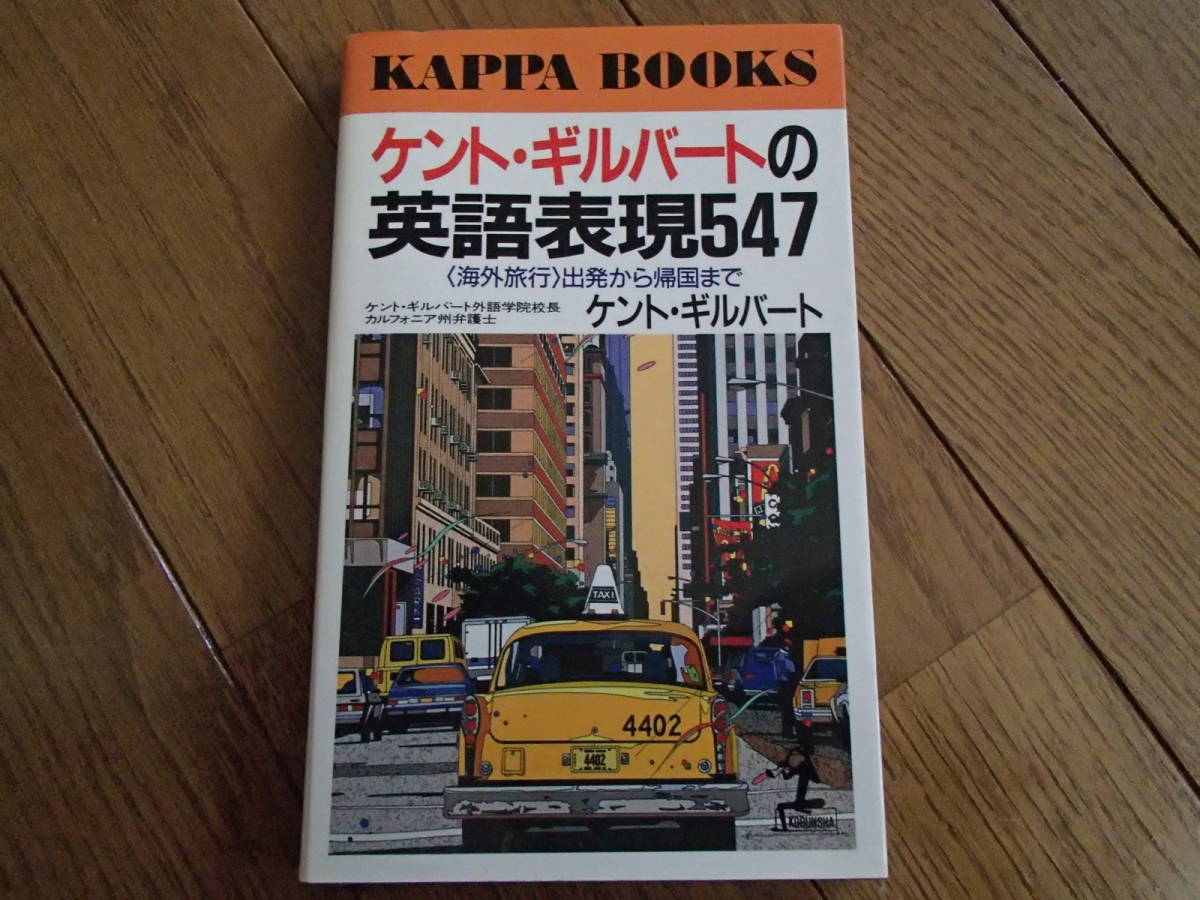 KAPPA BOOKS
ケント・ギルバートの
英語表現547
〈海外旅行〉出発から帰国まで
ケント・ギルバート外語学院校長
カルフォニア州弁護士
ケント・ギルバート
TAXI
4402
4402
KOBUNSHA